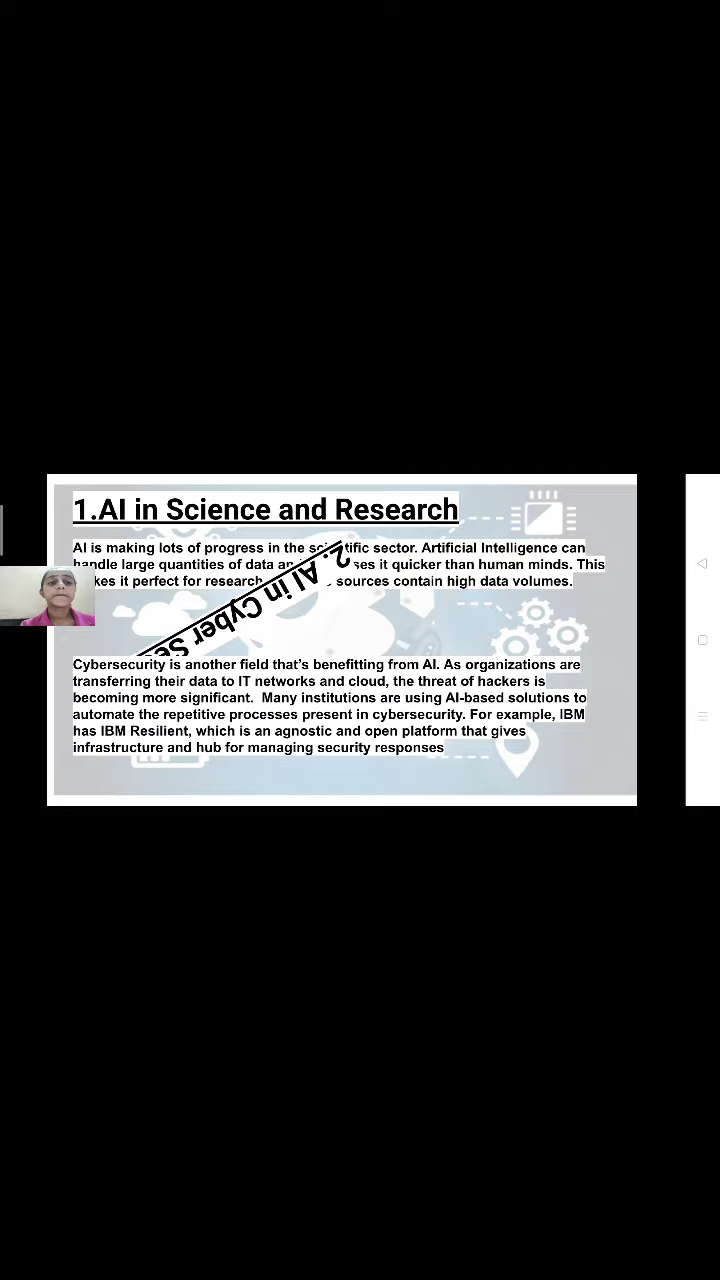 1.AI in Science and Research
AI is making lots of progress in the sector. Artificial Intelligence can
handle large quantities of data it quicker than human minds. This
it perfect for research sources contain high data volumes.
2. AI in Cyber
Cybersecurity is another field that's benefitting from AI. As organizations are
transferring their data to IT networks and cloud, the threat of hackers is
becoming more significant. Many institutions are using AI-based solutions to
automate the repetitive processes present in cybersecurity. For example, IBM
has IBM Resilient, which is an agnostic and open platform that gives
infrastructure and hub for managing security responses